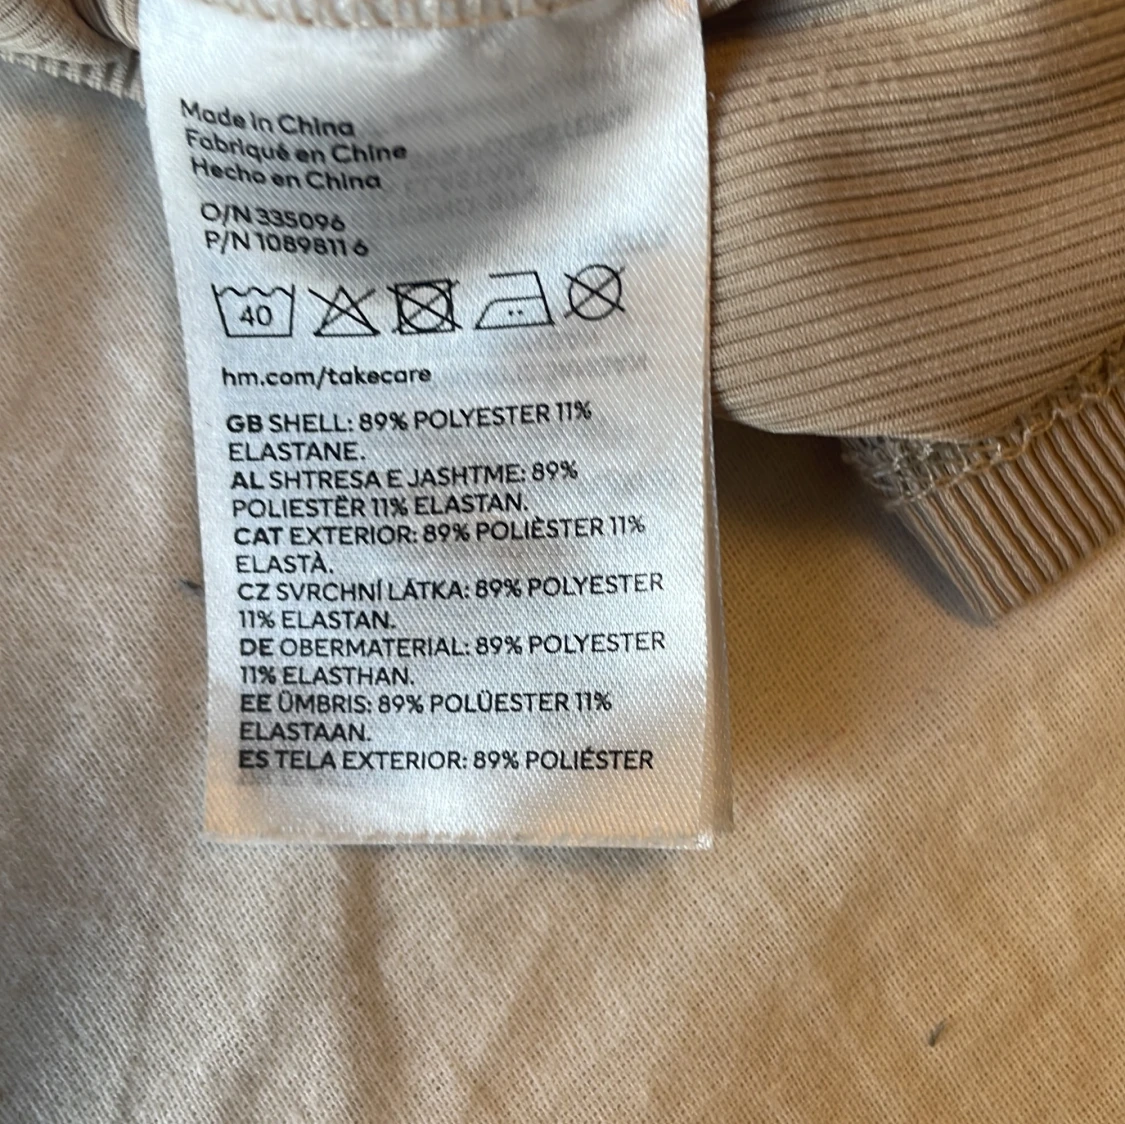 Made in China
Fabriqué en Chine
Hecho en China
O/N 335096
P/N 1089811 6
40
hm.com/takecare
GB SHELL: 89% POLYESTER 11%
ELASTANE.
AL SHTRESA E JASHTME: 89%
POLIESTËR 11% ELASTAN.
CAT EXTERIOR: 89% POLIÈSTER 11%
ELASTÀ.
CZ SVRCHNÍ LÁTKA: 89% POLYESTER
11% ELASTAN.
DE OBERMATERIAL: 89% POLYESTER
11% ELASTHAN.
EE ÜMBRIS: 89% POLÜESTER 11%
ELASTAAN.
ES TELA EXTERIOR: 89% POLIÉSTER